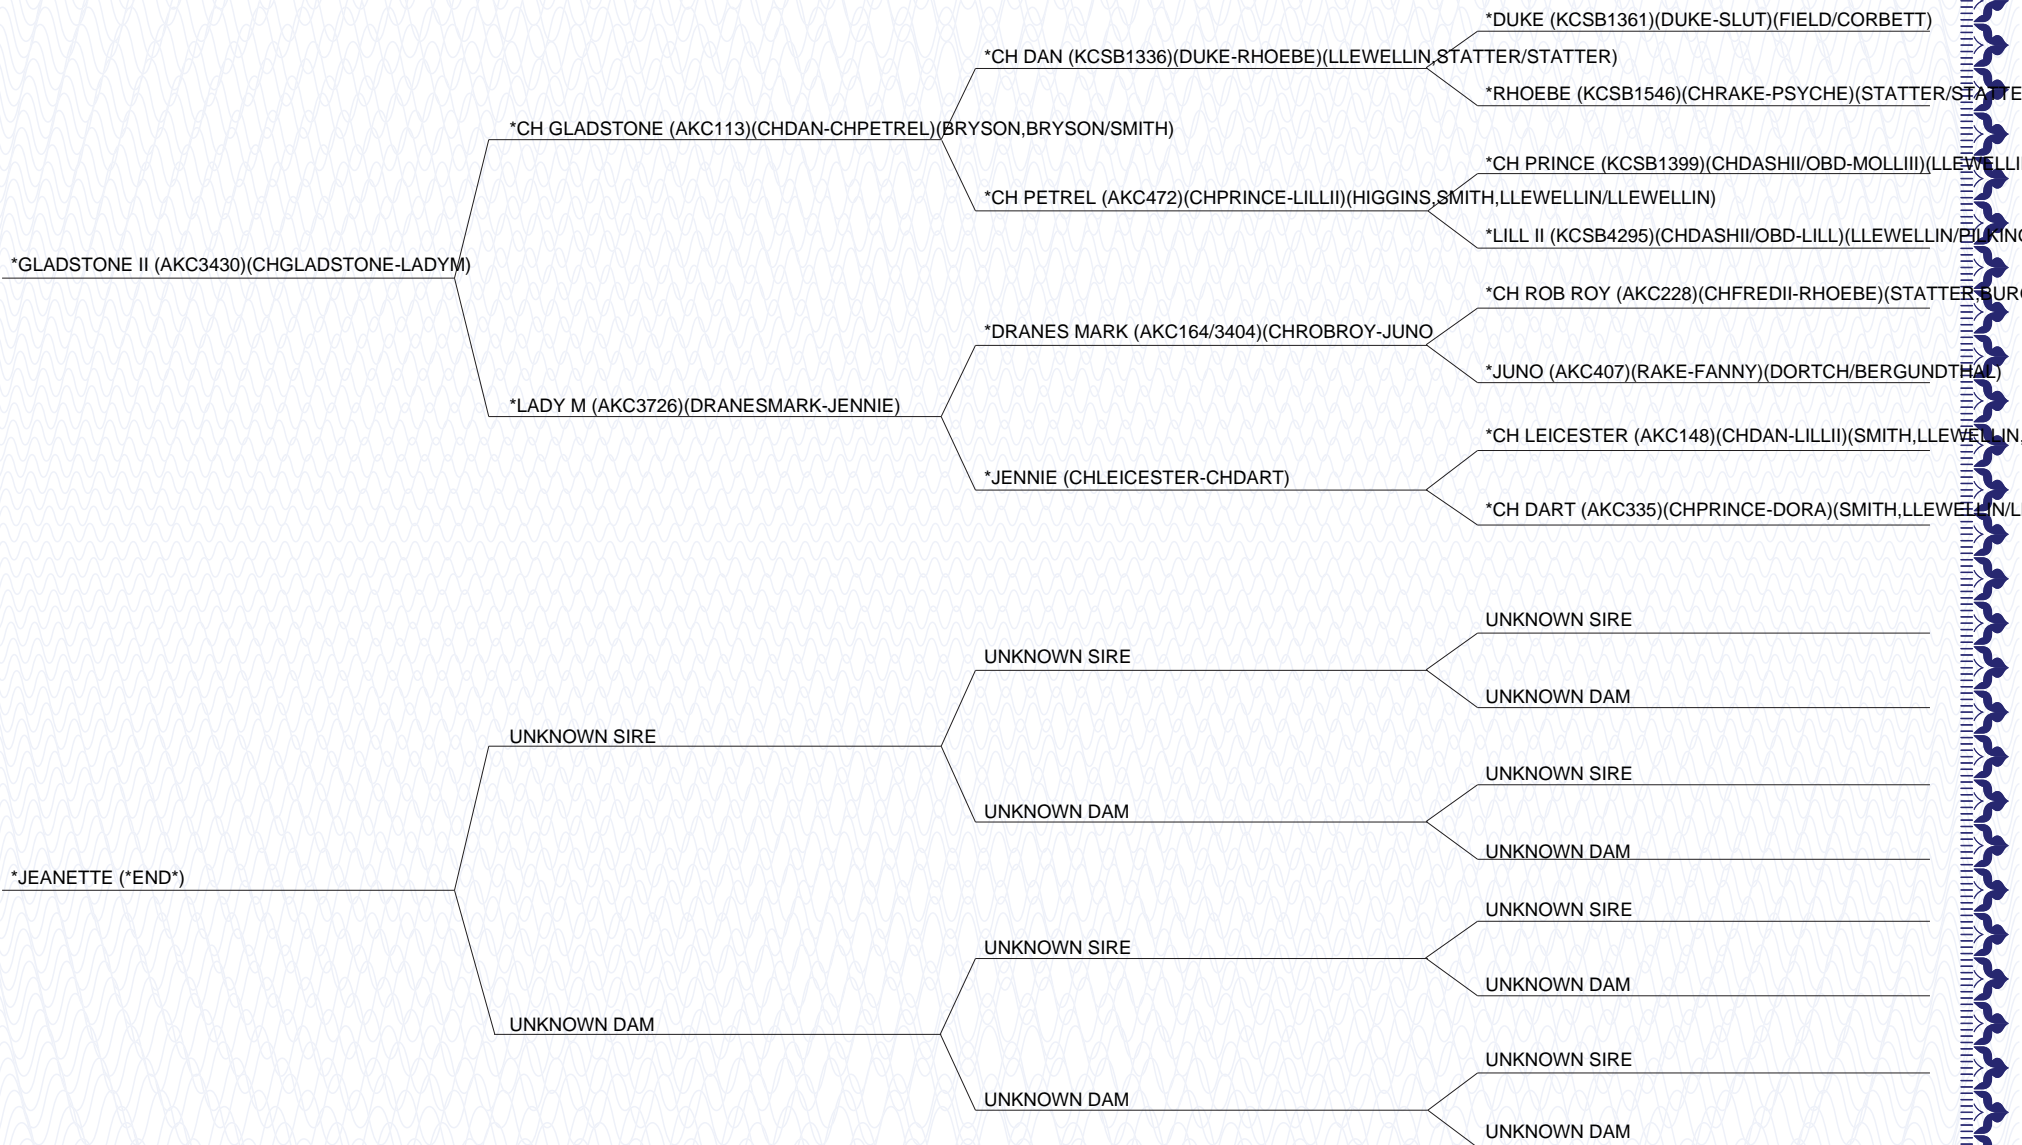 *DUKE (KCSB1361)(DUKE-SLUT)(FIELD/CORBETT)
*CH DAN (KCSB1336)(DUKE-RHOEBE)(LLEWELLIN,STATTER/STATTER)
*RHOEBE (KCSB1546)(CHRAKE-PSYCHE)(STATTER/STATTE
*CH GLADSTONE (AKC113)(CHDAN-CHPETREL)(BRYSON,BRYSON/SMITH)
*CH PRINCE (KCSB1399)(CHDASHII/OBD-MOLLIII)(LLEWELLI
*CH PETREL (AKC472)(CHPRINCE-LILLII)(HIGGINS,SMITH,LLEWELLIN/LLEWELLIN)
*LILL II (KCSB4295)(CHDASHII/OBD-LILL)(LLEWELLIN/PILKING
*GLADSTONE II (AKC3430)(CHGLADSTONE-LADYM)
*CH ROB ROY (AKC228)(CHFREDII-RHOEBE)(STATTER,BURG
*DRANES MARK (AKC164/3404)(CHROBROY-JUNO
*JUNO (AKC407)(RAKE-FANNY)(DORTCH/BERGUNDTHAL)
*LADY M (AKC3726)(DRANESMARK-JENNIE)
*CH LEICESTER (AKC148)(CHDAN-LILLII)(SMITH,LLEWELLIN,
*JENNIE (CHLEICESTER-CHDART)
*CH DART (AKC335)(CHPRINCE-DORA)(SMITH,LLEWELLIN/L
UNKNOWN SIRE
UNKNOWN SIRE
UNKNOWN DAM
UNKNOWN SIRE
UNKNOWN SIRE
UNKNOWN DAM
UNKNOWN DAM
*JEANETTE (*END*)
UNKNOWN SIRE
UNKNOWN SIRE
UNKNOWN DAM
UNKNOWN DAM
UNKNOWN SIRE
UNKNOWN DAM
UNKNOWN DAM